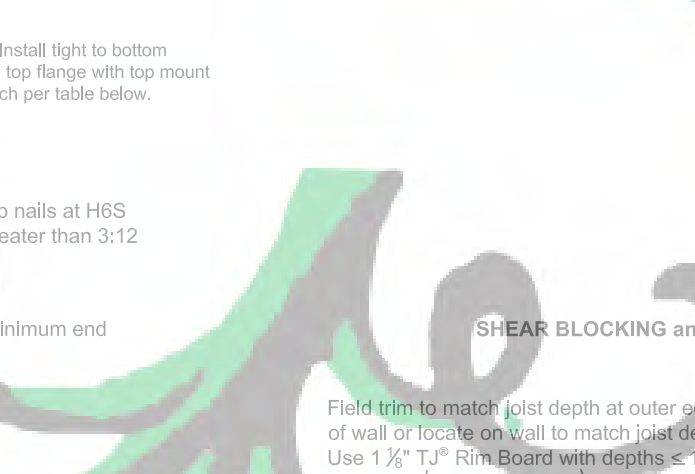 Install tight to bottom
top flange with top mount
ch per table below.
nails at H6S
eater than 3:12
inimum end
SHEAR BLOCKING an
Field trim to match joist depth at outer e
of wall or locate on wall to match joist de
Use 1 ⅛" TJ® Rim Board with depths ≤